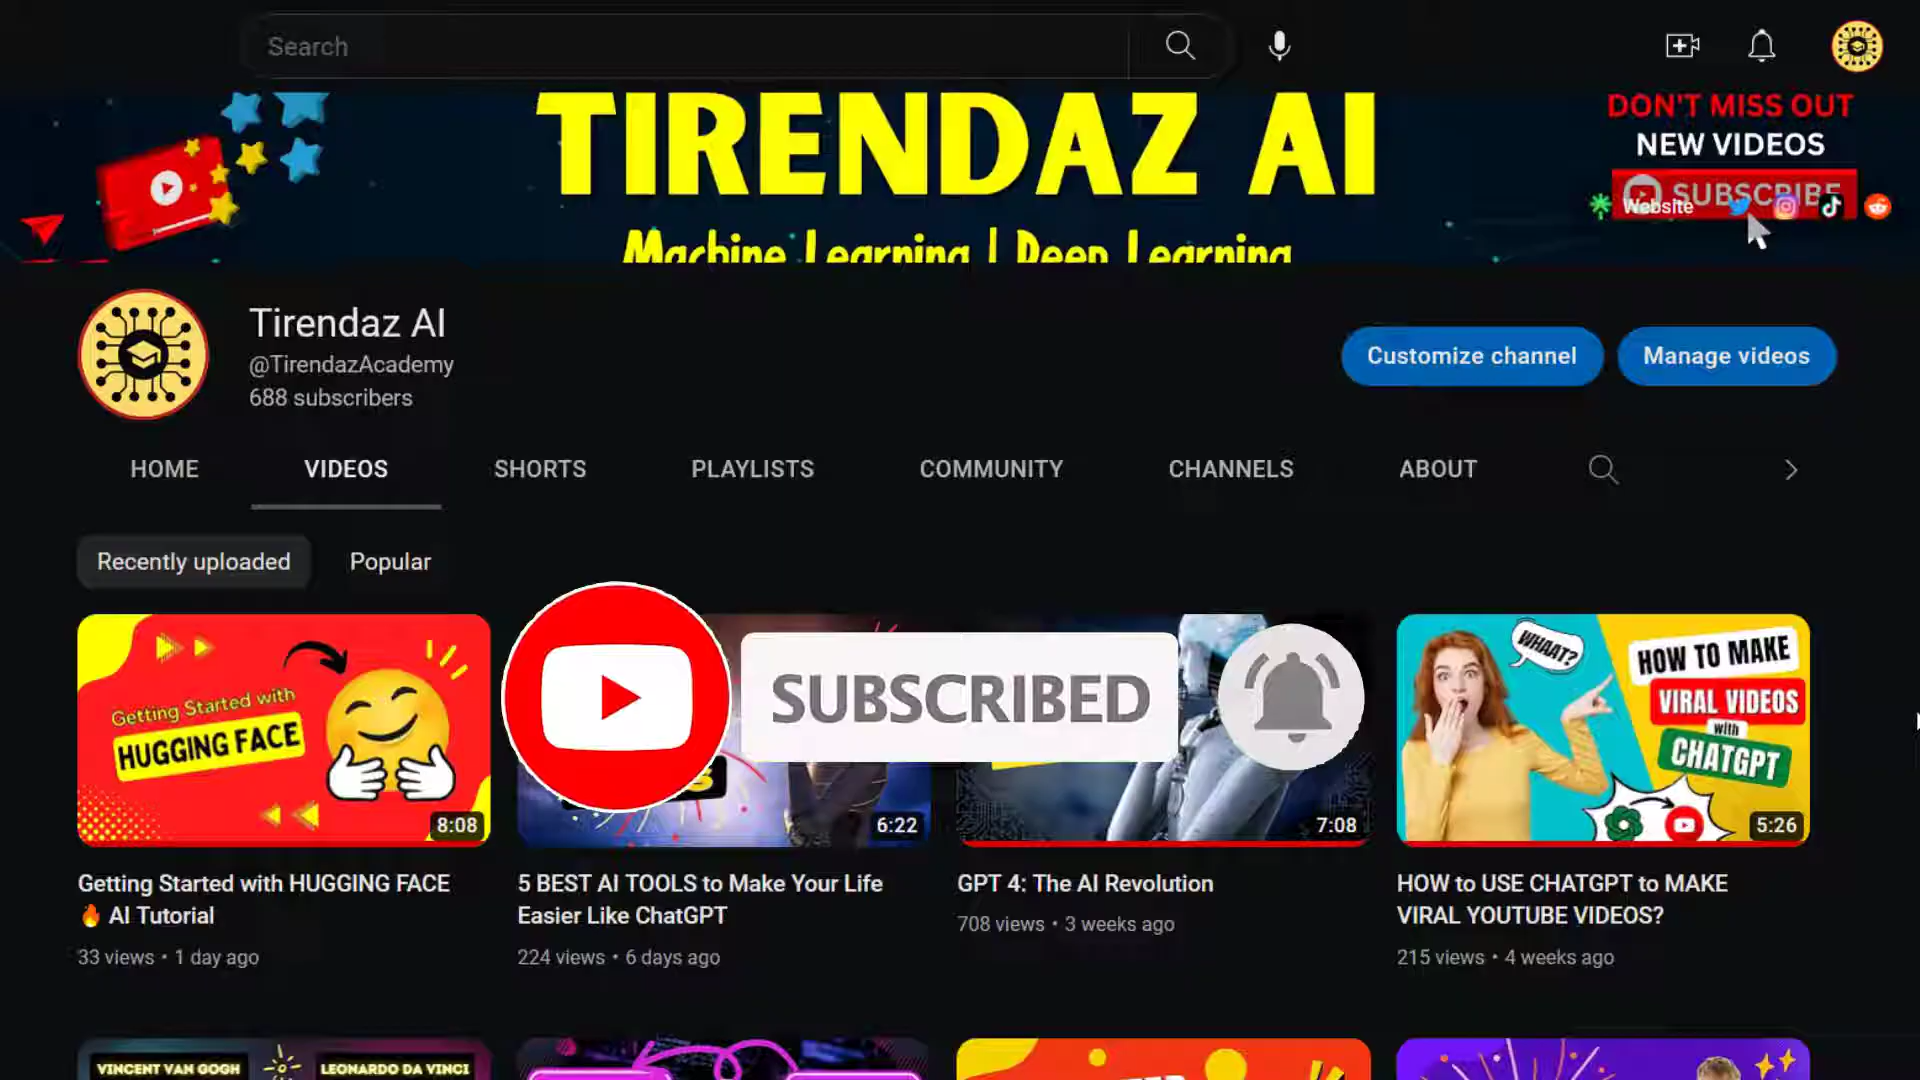 Search
TIRENDAZ AI
Machine Learning | Deep Learning
DON'T MISS OUT
NEW VIDEOS
SUBSCRIBE
Website
Tirendaz AI
@TirendazAcademy
688 subscribers
Customize channel
Manage videos
HOME
VIDEOS
SHORTS
PLAYLISTS
COMMUNITY
CHANNELS
ABOUT
Recently uploaded
Popular
Getting Started with
HUGGING FACE
8:08
SUBSCRIBED
6:22
7:08
WHAAT?
HOW TO MAKE
VIRAL VIDEOS
with
CHATGPT
5:26
Getting Started with HUGGING FACE
🔥 AI Tutorial
33 views • 1 day ago
5 BEST AI TOOLS to Make Your Life
Easier Like ChatGPT
224 views • 6 days ago
GPT 4: The AI Revolution
708 views • 3 weeks ago
HOW to USE CHATGPT to MAKE
VIRAL YOUTUBE VIDEOS?
215 views • 4 weeks ago
VINCENT VAN GOGH
LEONARDO DA VINCI